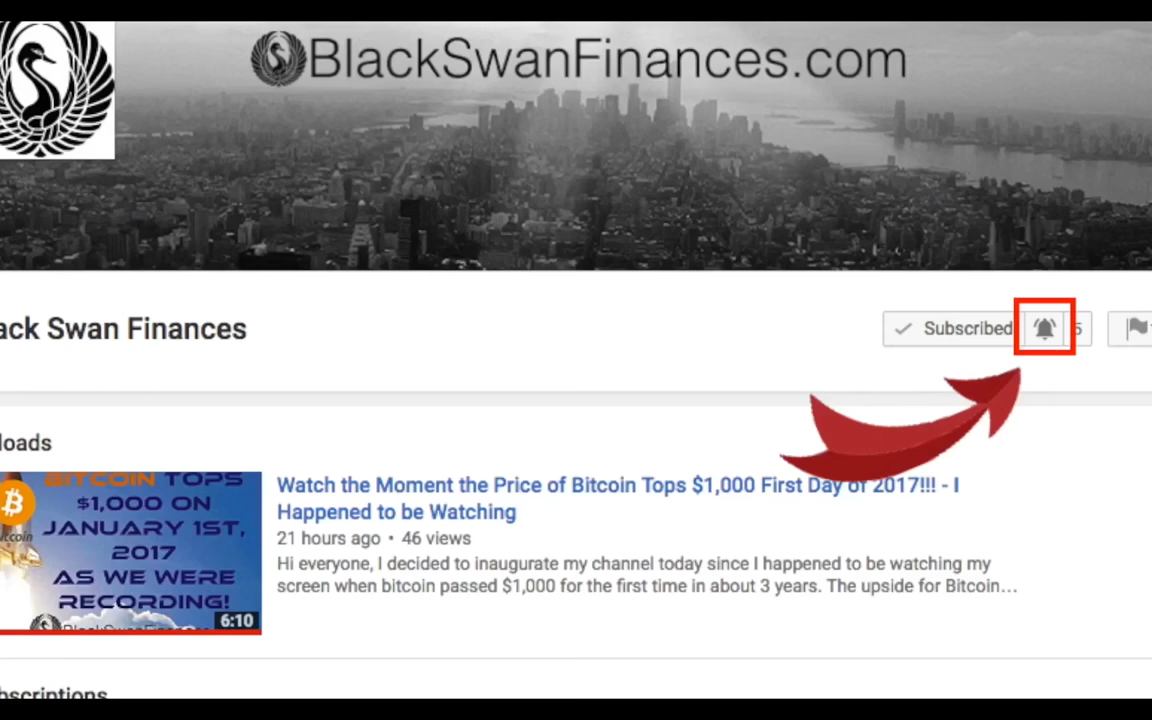 BlackSwanFinances.com
ack Swan Finances
Subscribed
5
loads
BITCOIN TOPS
$1,000 ON
JANUARY 1ST,
2017
AS WE WERE
RECORDING!
BlackSwanFinances
6:10
Watch the Moment the Price of Bitcoin Tops $1,000 First Day of 2017!!! - I
Happened to be Watching
21 hours ago • 46 views
Hi everyone, I decided to inaugurate my channel today since I happened to be watching my
screen when bitcoin passed $1,000 for the first time in about 3 years. The upside for Bitcoin...
bscriptions